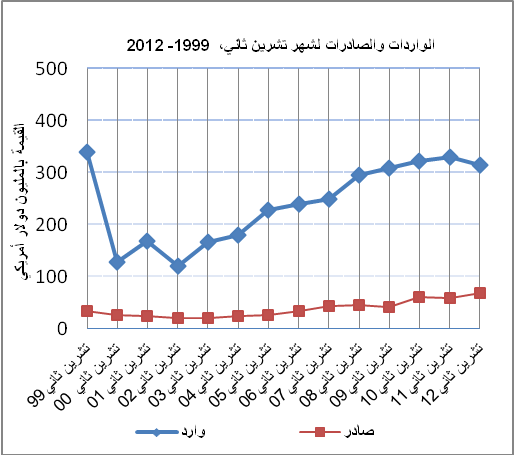 الواردات والصادرات لشهر تشرين ثاني، 1999- 2012
القيمة بالمليون دولار أمريكي
500
400
300
200
100
0
تشرين ثاني 99
تشرين ثاني 00
تشرين ثاني 01
تشرين ثاني 02
تشرين ثاني 03
تشرين ثاني 04
تشرين ثاني 05
تشرين ثاني 06
تشرين ثاني 07
تشرين ثاني 08
تشرين ثاني 09
تشرين ثاني 10
تشرين ثاني 11
تشرين ثاني 12
وارد
صادر